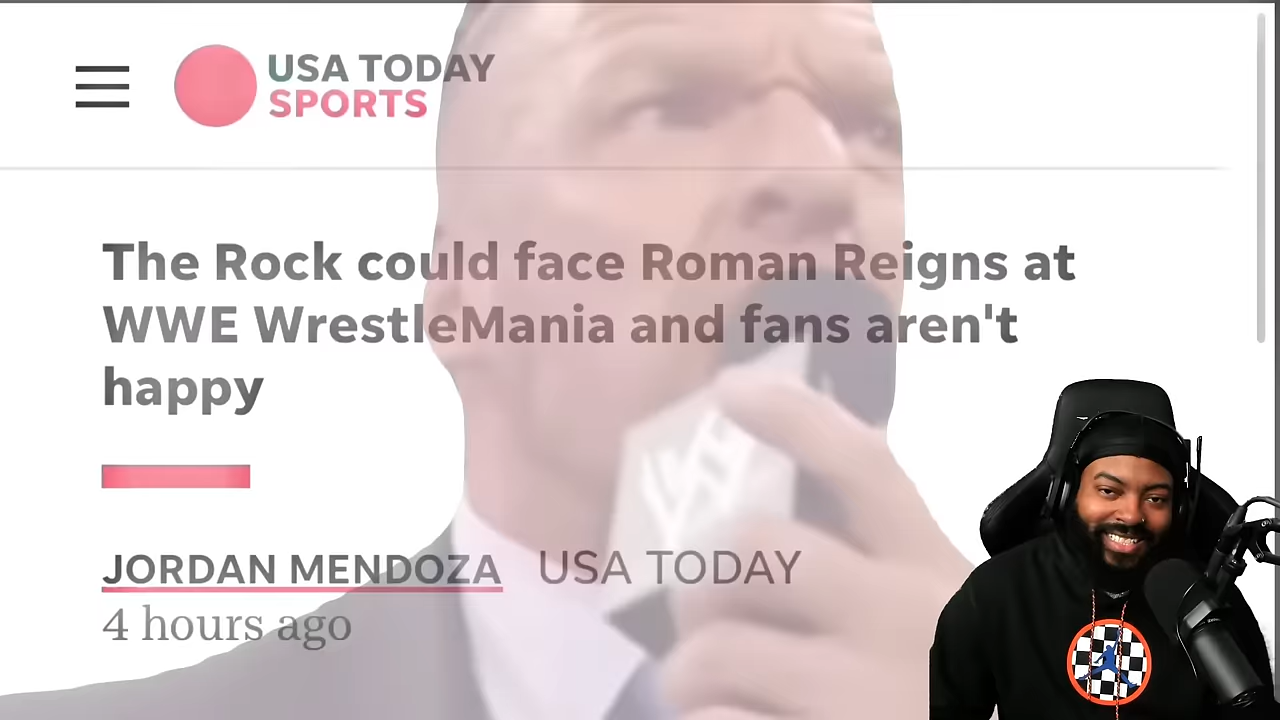 USA TODAY
SPORTS
The Rock could face Roman Reigns at
WWE WrestleMania and fans aren't
happy
JORDAN MENDOZA USA TODAY
4 hours ago